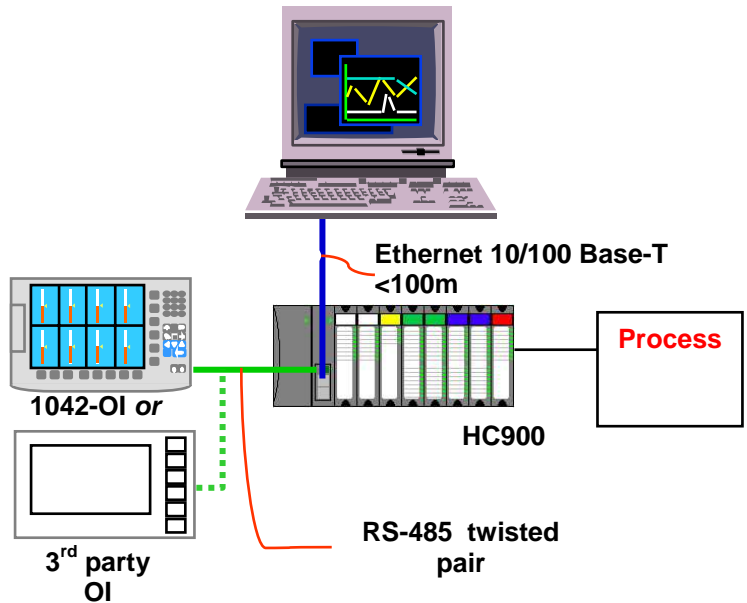 Ethernet 10/100 Base-T
<100m
Process
1042-OI or
HC900
RS-485 twisted
pair
3rd party
OI